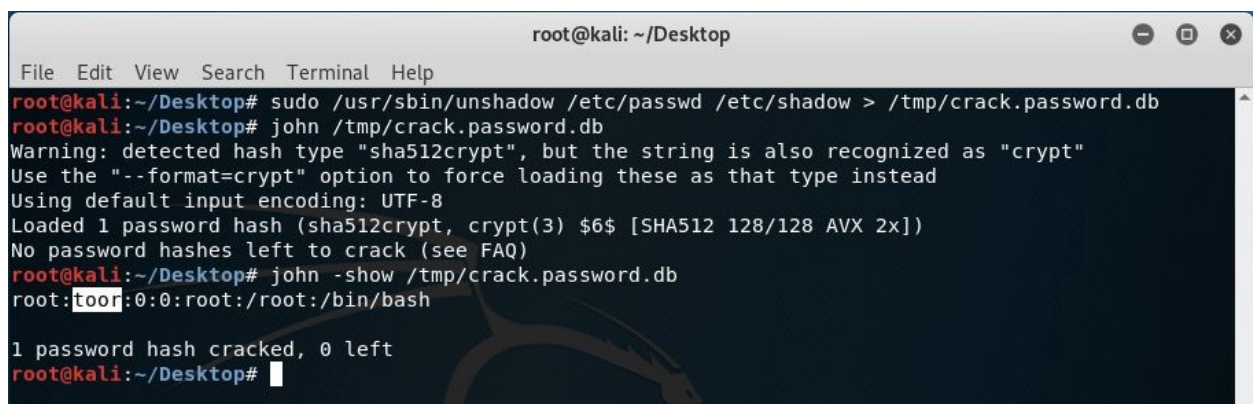 root@kali: ~/Desktop
File Edit View Search Terminal Help
root@kali:~/Desktop# sudo /usr/sbin/unshadow /etc/passwd /etc/shadow > /tmp/crack.password.db
root@kali:~/Desktop# john /tmp/crack.password.db
Warning: detected hash type "sha512crypt", but the string is also recognized as "crypt"
Use the "--format=crypt" option to force loading these as that type instead
Using default input encoding: UTF-8
Loaded 1 password hash (sha512crypt, crypt(3) $6$ [SHA512 128/128 AVX 2x])
No password hashes left to crack (see FAQ)
root@kali:~/Desktop# john -show /tmp/crack.password.db
root:toor:0:0:root:/root:/bin/bash
1 password hash cracked, 0 left
root@kali:~/Desktop#